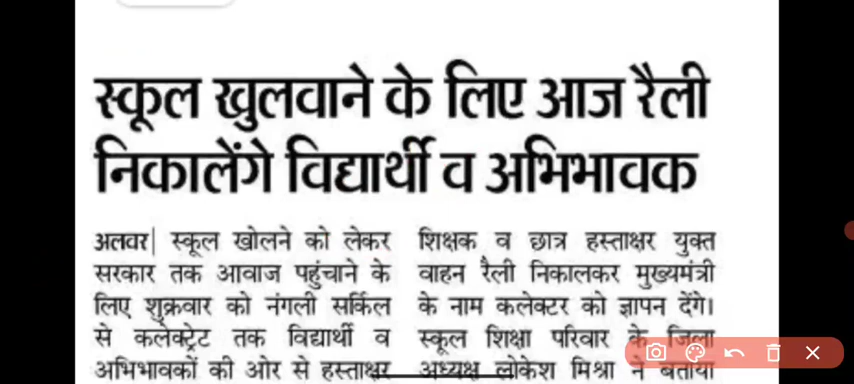 स्कूल खुलवाने के लिए आज रैली
निकालेंगे विद्यार्थी व अभिभावक
अलवर| स्कूल खोलने को लेकर
सरकार तक आवाज पहुंचाने के
लिए शुक्रवार को नंगली सर्किल
से कलेक्ट्रेट तक विद्यार्थी व
अभिभावकों की ओर से हस्ताक्षर
शिक्षक व छात्र हस्ताक्षर युक्त
वाहन रैली निकालकर मुख्यमंत्री
के नाम कलेक्टर को ज्ञापन देंगे।
स्कूल शिक्षा परिवार के जिला
अध्यक्ष लोकेश मिश्रा ने बताया